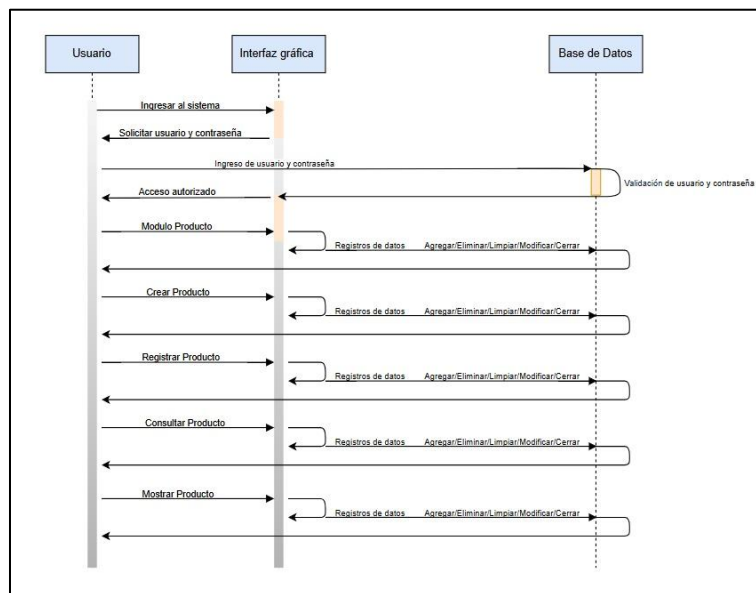 Usuario
Interfaz gráfica
Base de Datos
Ingresar al sistema
Solicitar usuario y contraseña
Ingreso de usuario y contraseña
Validación de usuario y contraseña
Acceso autorizado
Modulo Producto
Registros de datos Agregar/Eliminar/Limpiar/Modificar/Cerrar
Crear Producto
Registros de datos Agregar/Eliminar/Limpiar/Modificar/Cerrar
Registrar Producto
Registros de datos Agregar/Eliminar/Limpiar/Modificar/Cerrar
Consultar Producto
Registros de datos Agregar/Eliminar/Limpiar/Modificar/Cerrar
Mostrar Producto
Registros de datos Agregar/Eliminar/Limpiar/Modificar/Cerrar